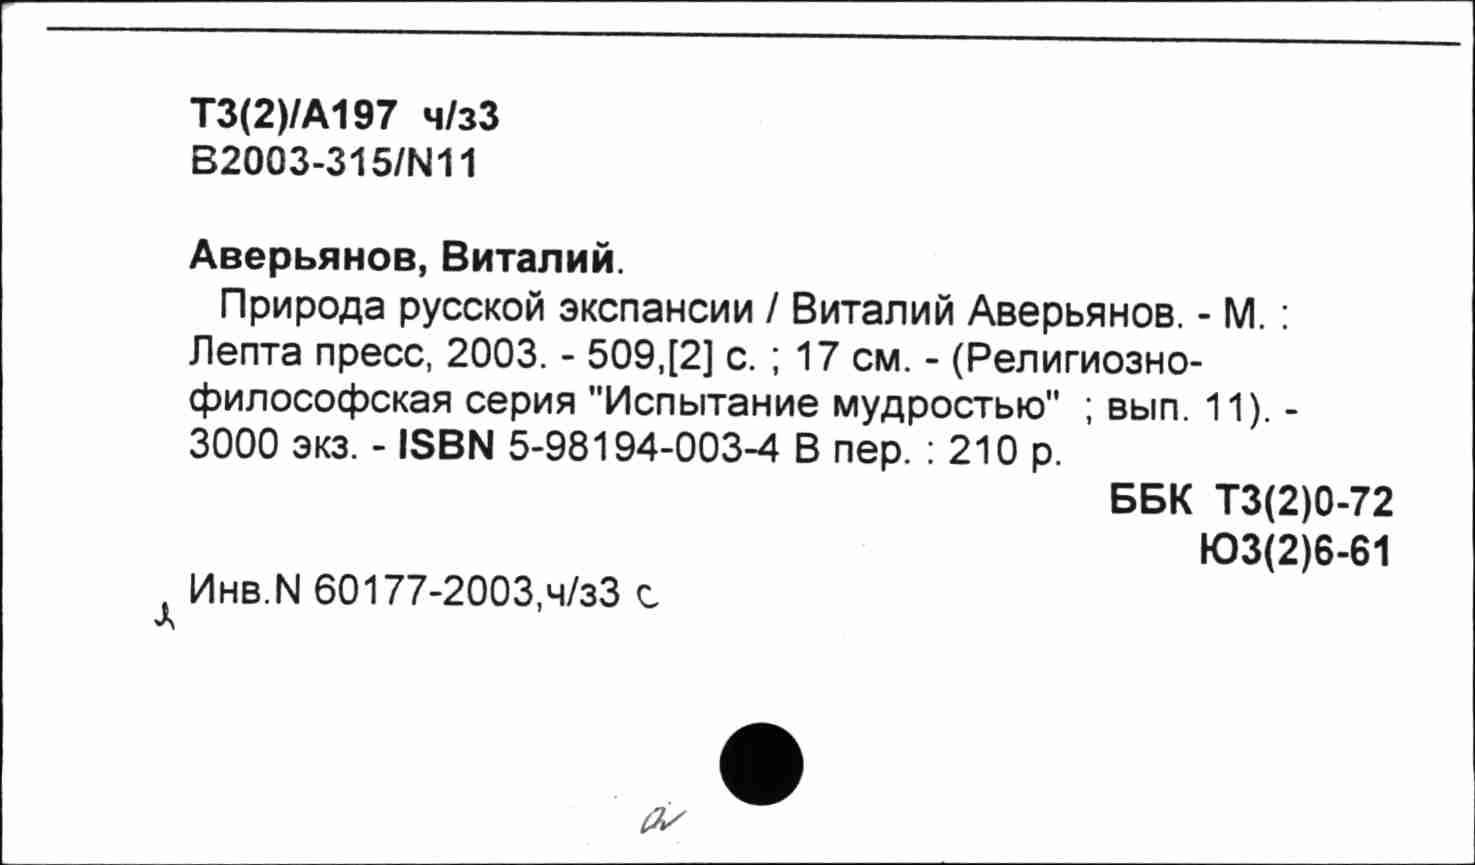 Т3(2)/А197 ч/з3
В2003-315/N11
Аверьянов, Виталий.
Природа русской экспансии / Виталий Аверьянов. - М. :
Лепта пресс, 2003. - 509,[2] с. ; 17 см. - (Религиозно-
философская серия "Испытание мудростью" ; вып. 11). -
3000 экз. - ISBN 5-98194-003-4 В пер. : 210 р.
ББК Т3(2)0-72
Ю3(2)6-61
Инв.N 60177-2003,ч/з3 с